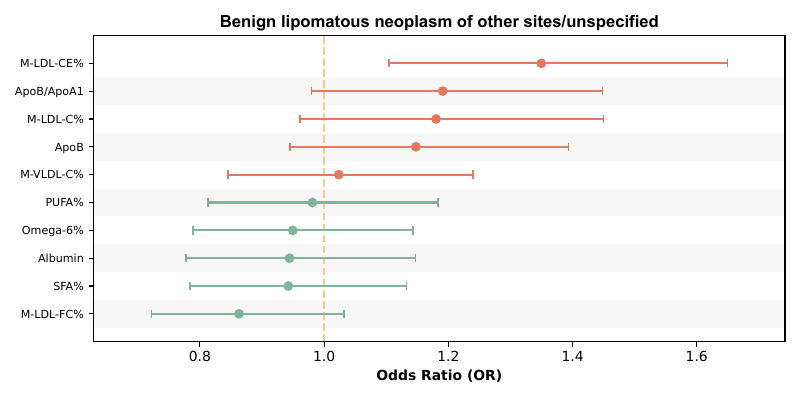 Benign lipomatous neoplasm of other sites/unspecified
M-LDL-CE%
ApoB/ApoA1
M-LDL-C%
ApoB
M-VLDL-C%
PUFA%
Omega-6%
Albumin
SFA%
M-LDL-FC%
0.8 1.0 1.2 1.4 1.6
Odds Ratio (OR)